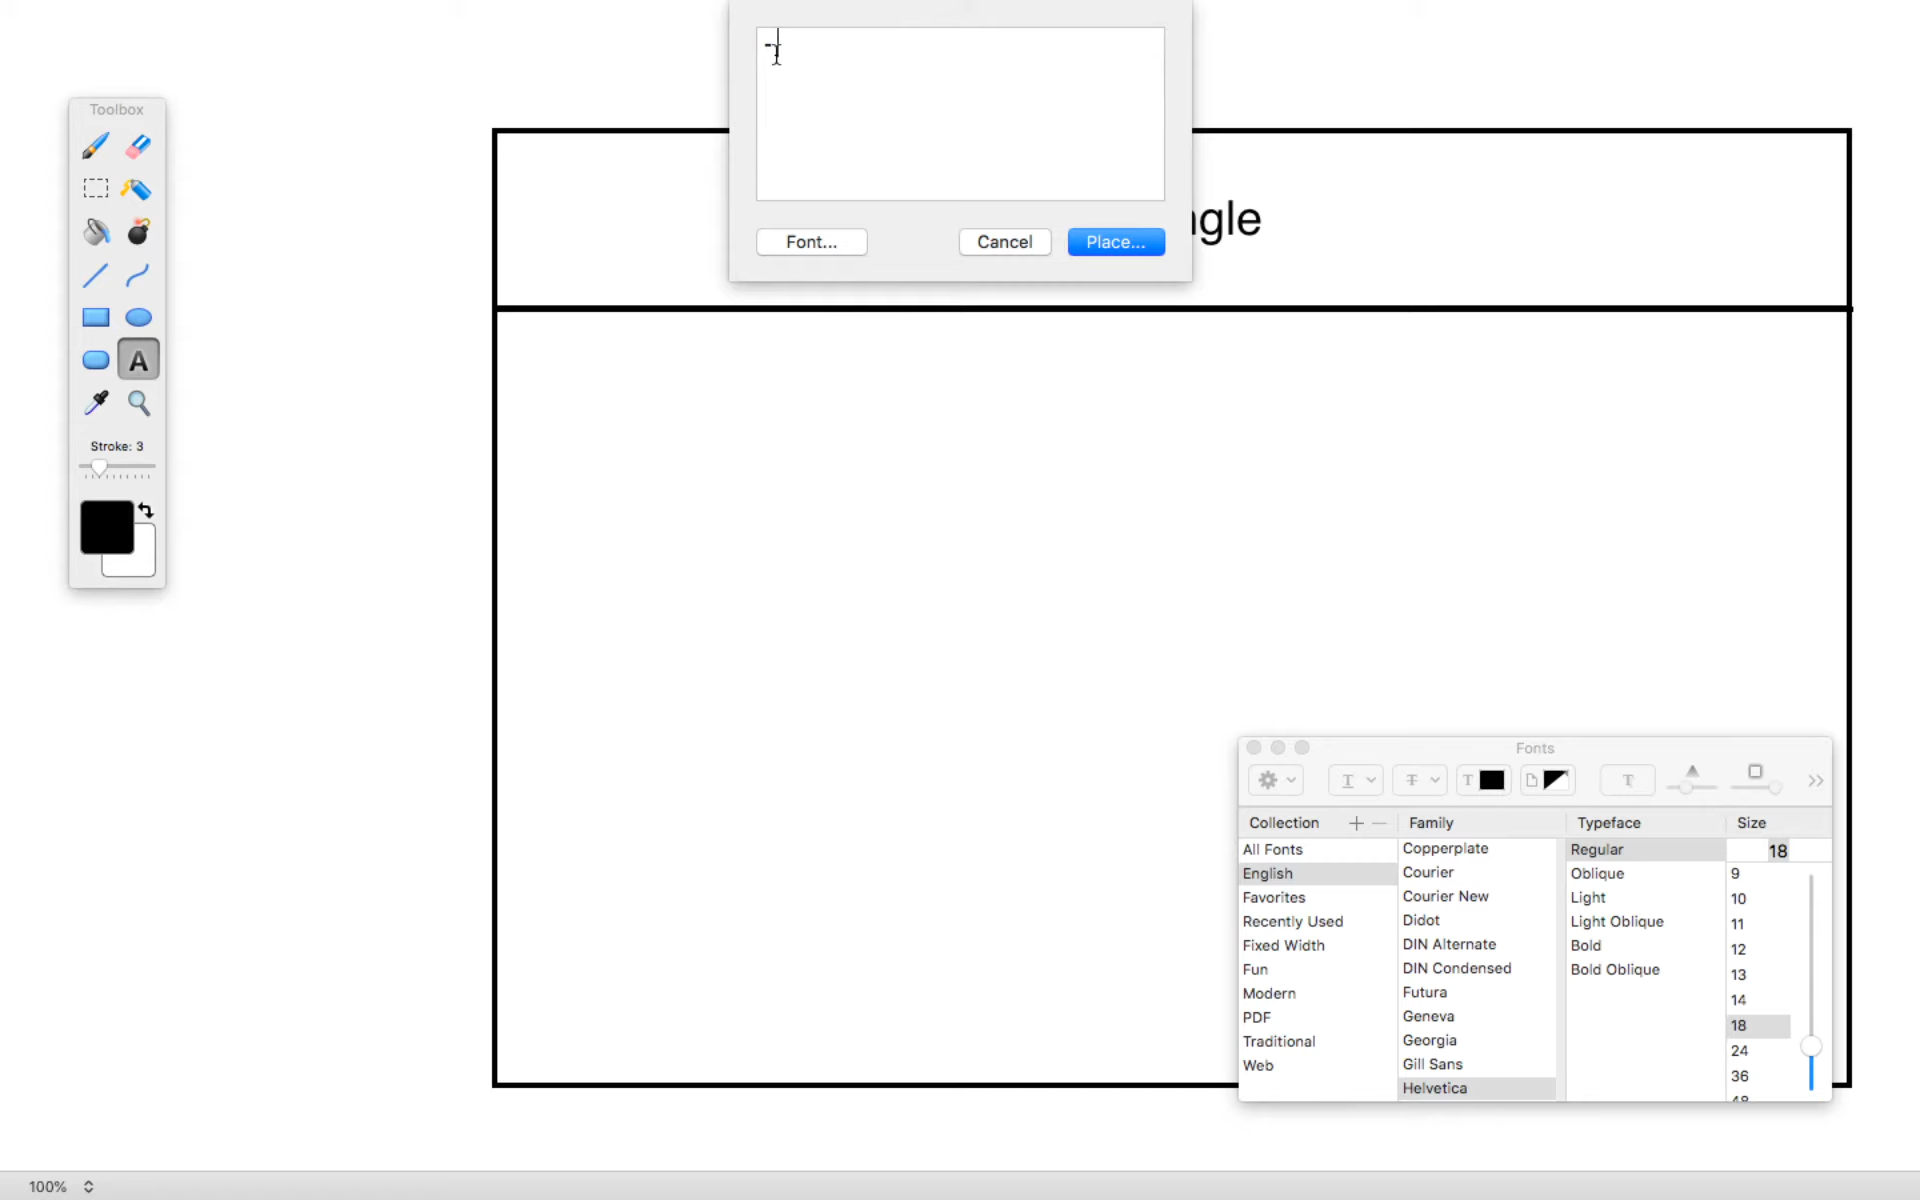 -
Toolbox
ngle
Font...
Cancel
Place...
A
Stroke: 3
Fonts
T
T
T
T
Collection
Family
Typeface
Size
All Fonts
English
Favorites
Recently Used
Fixed Width
Fun
Modern
PDF
Traditional
Web
Copperplate
Courier
Courier New
Didot
DIN Alternate
DIN Condensed
Futura
Geneva
Georgia
Gill Sans
Helvetica
Regular
Oblique
Light
Light Oblique
Bold
Bold Oblique
18
9
10
11
12
13
14
18
24
36
48
100%